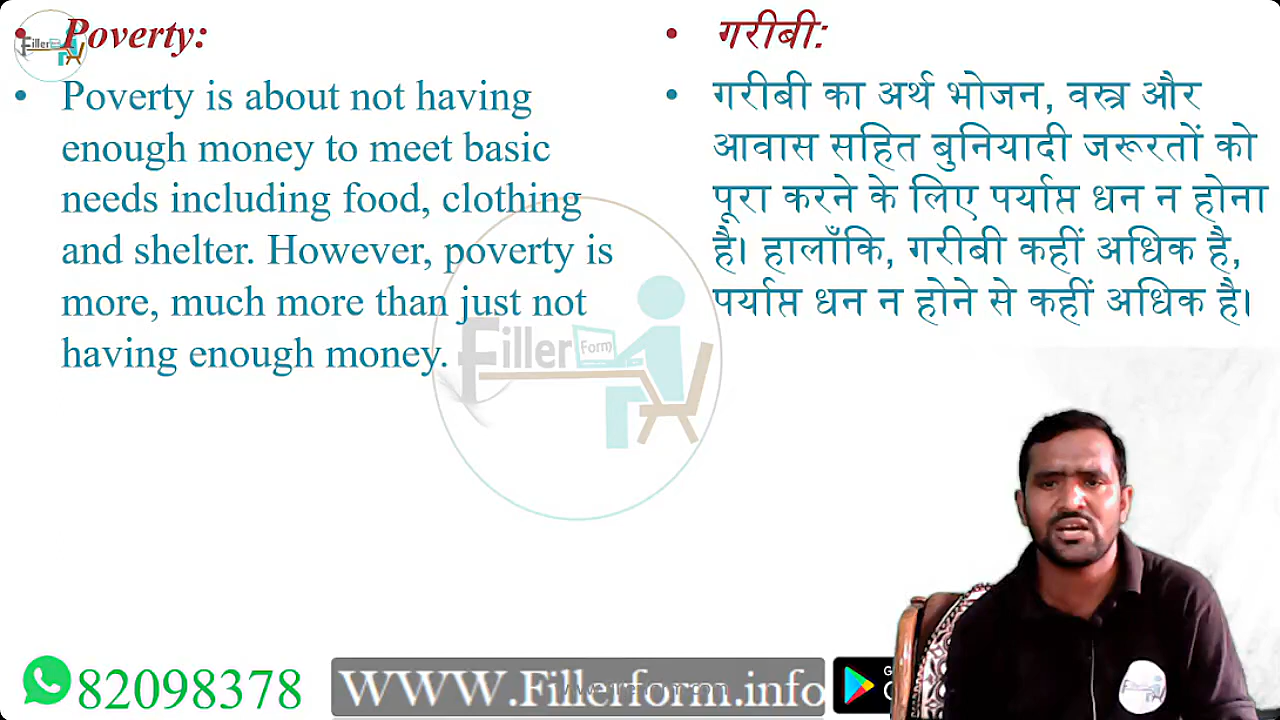 Poverty:
Poverty is about not having
enough money to meet basic
needs including food, clothing
and shelter. However, poverty is
more, much more than just not
having enough money.
गरीबी:
गरीबी का अर्थ भोजन, वस्त्र और
आवास सहित बुनियादी जरूरतों को
पूरा करने के लिए पर्याप्त धन न होना
है। हालाँकि, गरीबी कहीं अधिक है,
पर्याप्त धन न होने से कहीं अधिक है।
Filler Form
82098378
WWW.Fillerform.info